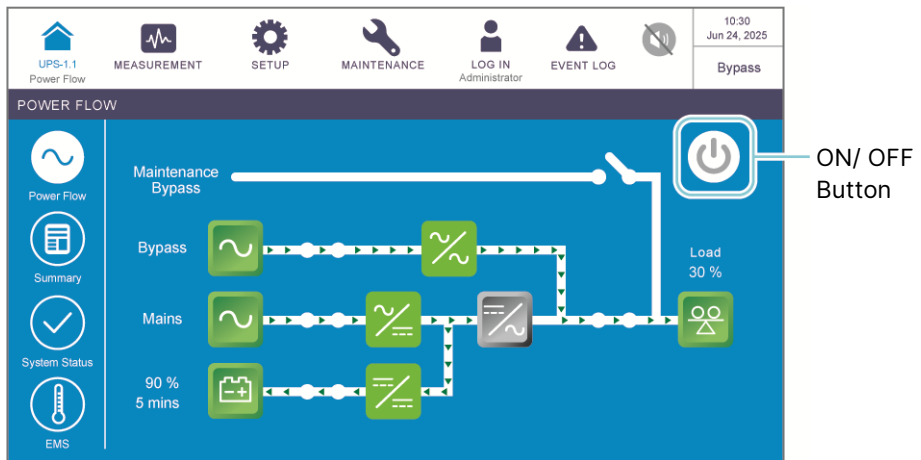 UPS-1.1
Power Flow
MEASUREMENT
SETUP
MAINTENANCE
LOG IN
Administrator
EVENT LOG
10:30
Jun 24, 2025
Bypass
POWER FLOW
Power Flow
Summary
System Status
EMS
Maintenance
Bypass
Bypass
Mains
90 %
5 mins
Load
30 %
ON/ OFF
Button